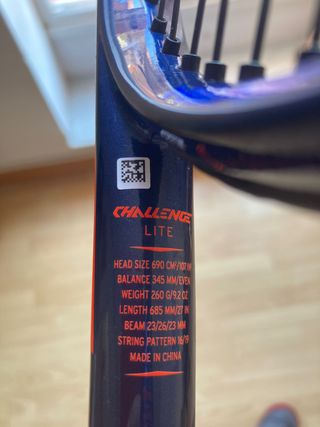 CHALLENGE
LITE
HEAD SIZE 690 CM²/107 IN²
BALANCE 345 MM/EVEN
WEIGHT 260 G/9.2 OZ
LENGTH 685 MM/27 IN
BEAM 23/26/23 MM
STRING PATTERN 16/19
MADE IN CHINA